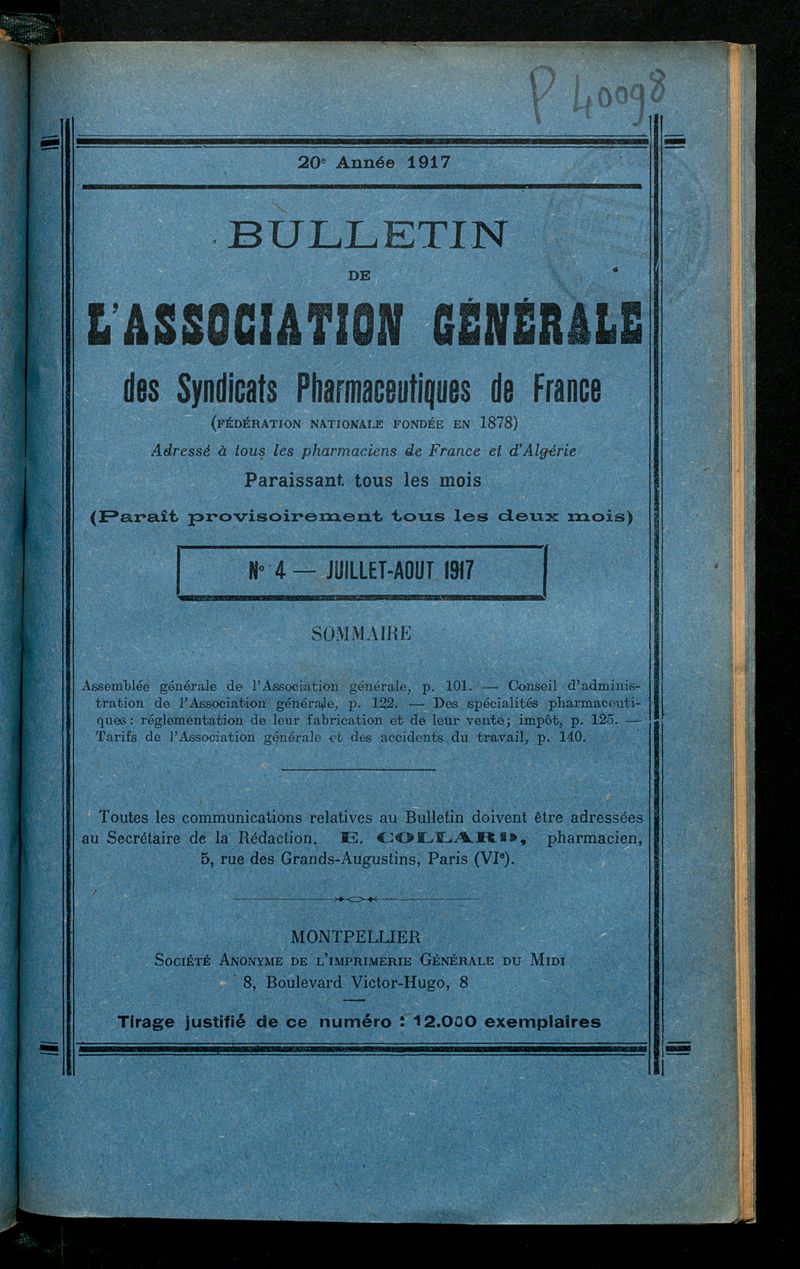 P 40098
20e Année 1917
BULLETIN
DE
L'ASSOCIATION GÉNÉRALE
des Syndicats Pharmaceutiques de France
(FÉDÉRATION NATIONALE FONDÉE EN 1878)
Adressé à tous les pharmaciens de France et d'Algérie
Paraissant tous les mois
(Paraît provisoirement tous les deux mois)
N° 4 — JUILLET-AOUT 1917
SOMMAIRE
Assemblée générale de l'Association générale, p. 101. — Conseil d'adminis-
tration de l'Association générale, p. 122. — Des spécialités pharmaceuti-
ques : réglementation de leur fabrication et de leur vente; impôt, p. 125. —
Tarifs de l'Association générale et des accidents du travail, p. 140.
Toutes les communications relatives au Bulletin doivent être adressées
au Secrétaire de la Rédaction, E. COLLARD, pharmacien,
5, rue des Grands-Augustins, Paris (VIe).
MONTPELLIER
SOCIÉTÉ ANONYME DE L'IMPRIMERIE GÉNÉRALE DU MIDI
8, Boulevard Victor-Hugo, 8
Tirage justifié de ce numéro : 12.000 exemplaires